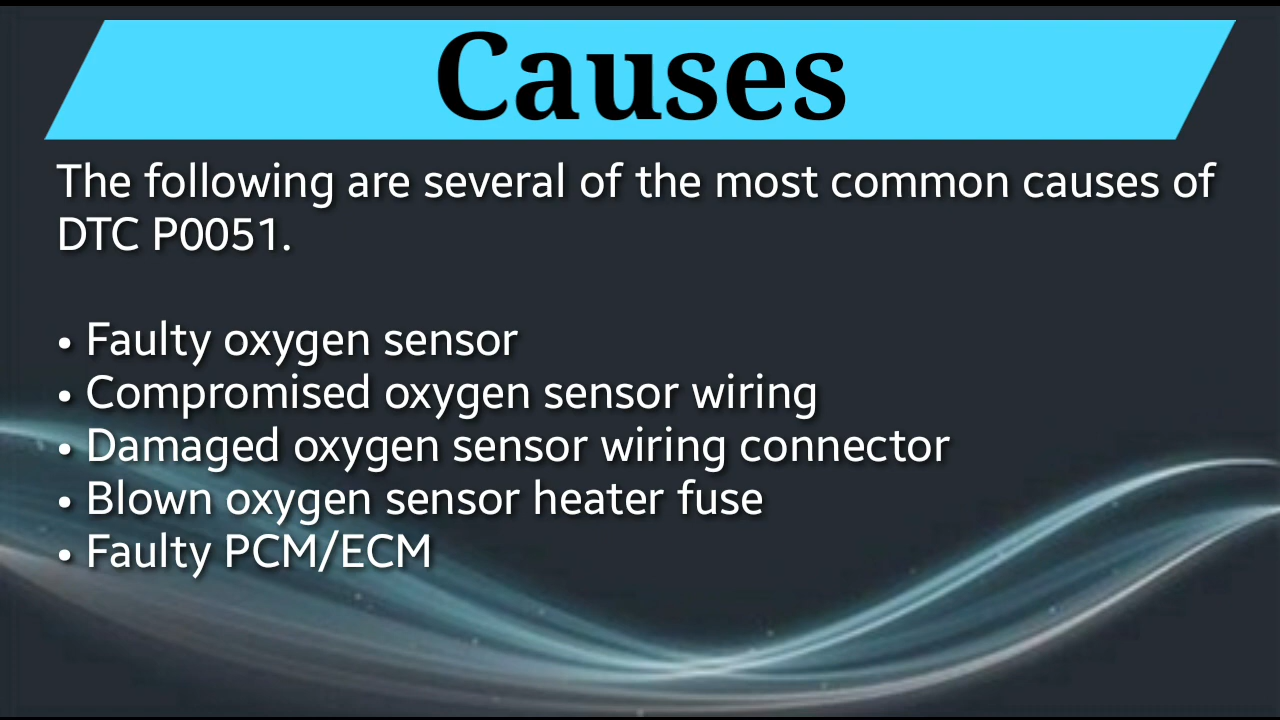 Causes
The following are several of the most common causes of
DTC P0051.
• Faulty oxygen sensor
• Compromised oxygen sensor wiring
• Damaged oxygen sensor wiring connector
• Blown oxygen sensor heater fuse
• Faulty PCM/ECM